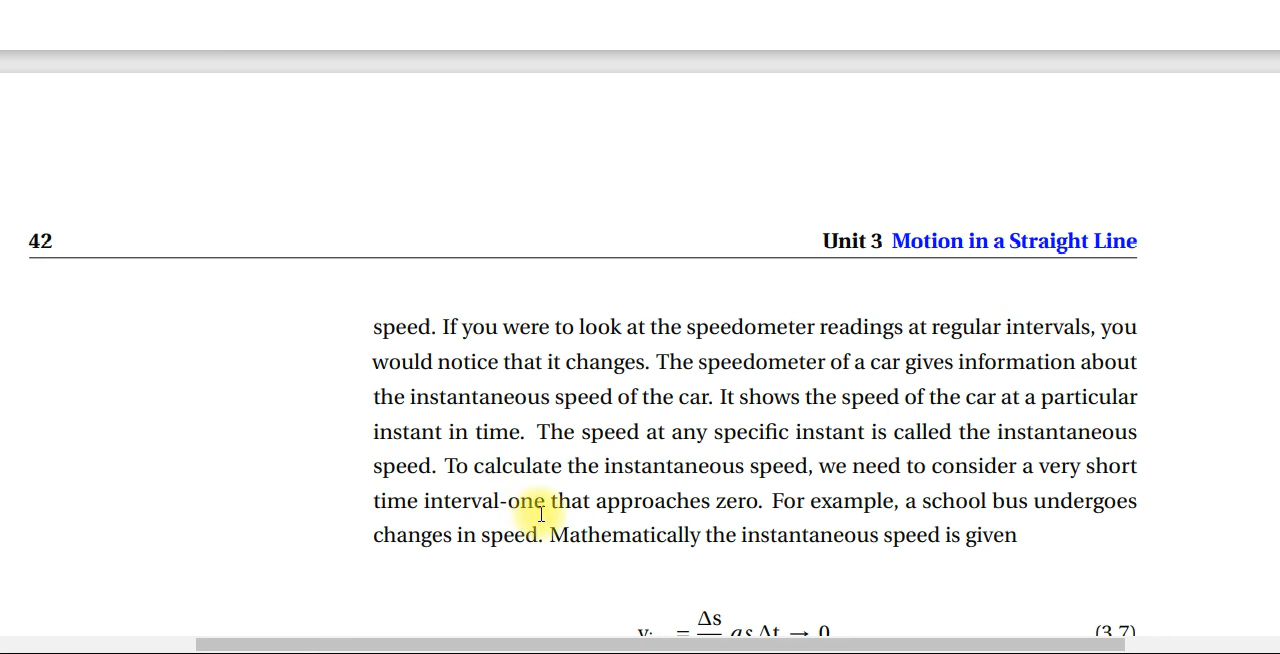 42
Unit 3 Motion in a Straight Line
speed. If you were to look at the speedometer readings at regular intervals, you
would notice that it changes. The speedometer of a car gives information about
the instantaneous speed of the car. It shows the speed of the car at a particular
instant in time. The speed at any specific instant is called the instantaneous
speed. To calculate the instantaneous speed, we need to consider a very short
time interval-one that approaches zero. For example, a school bus undergoes
changes in speed. Mathematically the instantaneous speed is given
Δs
= as Δt → 0 (3.7)